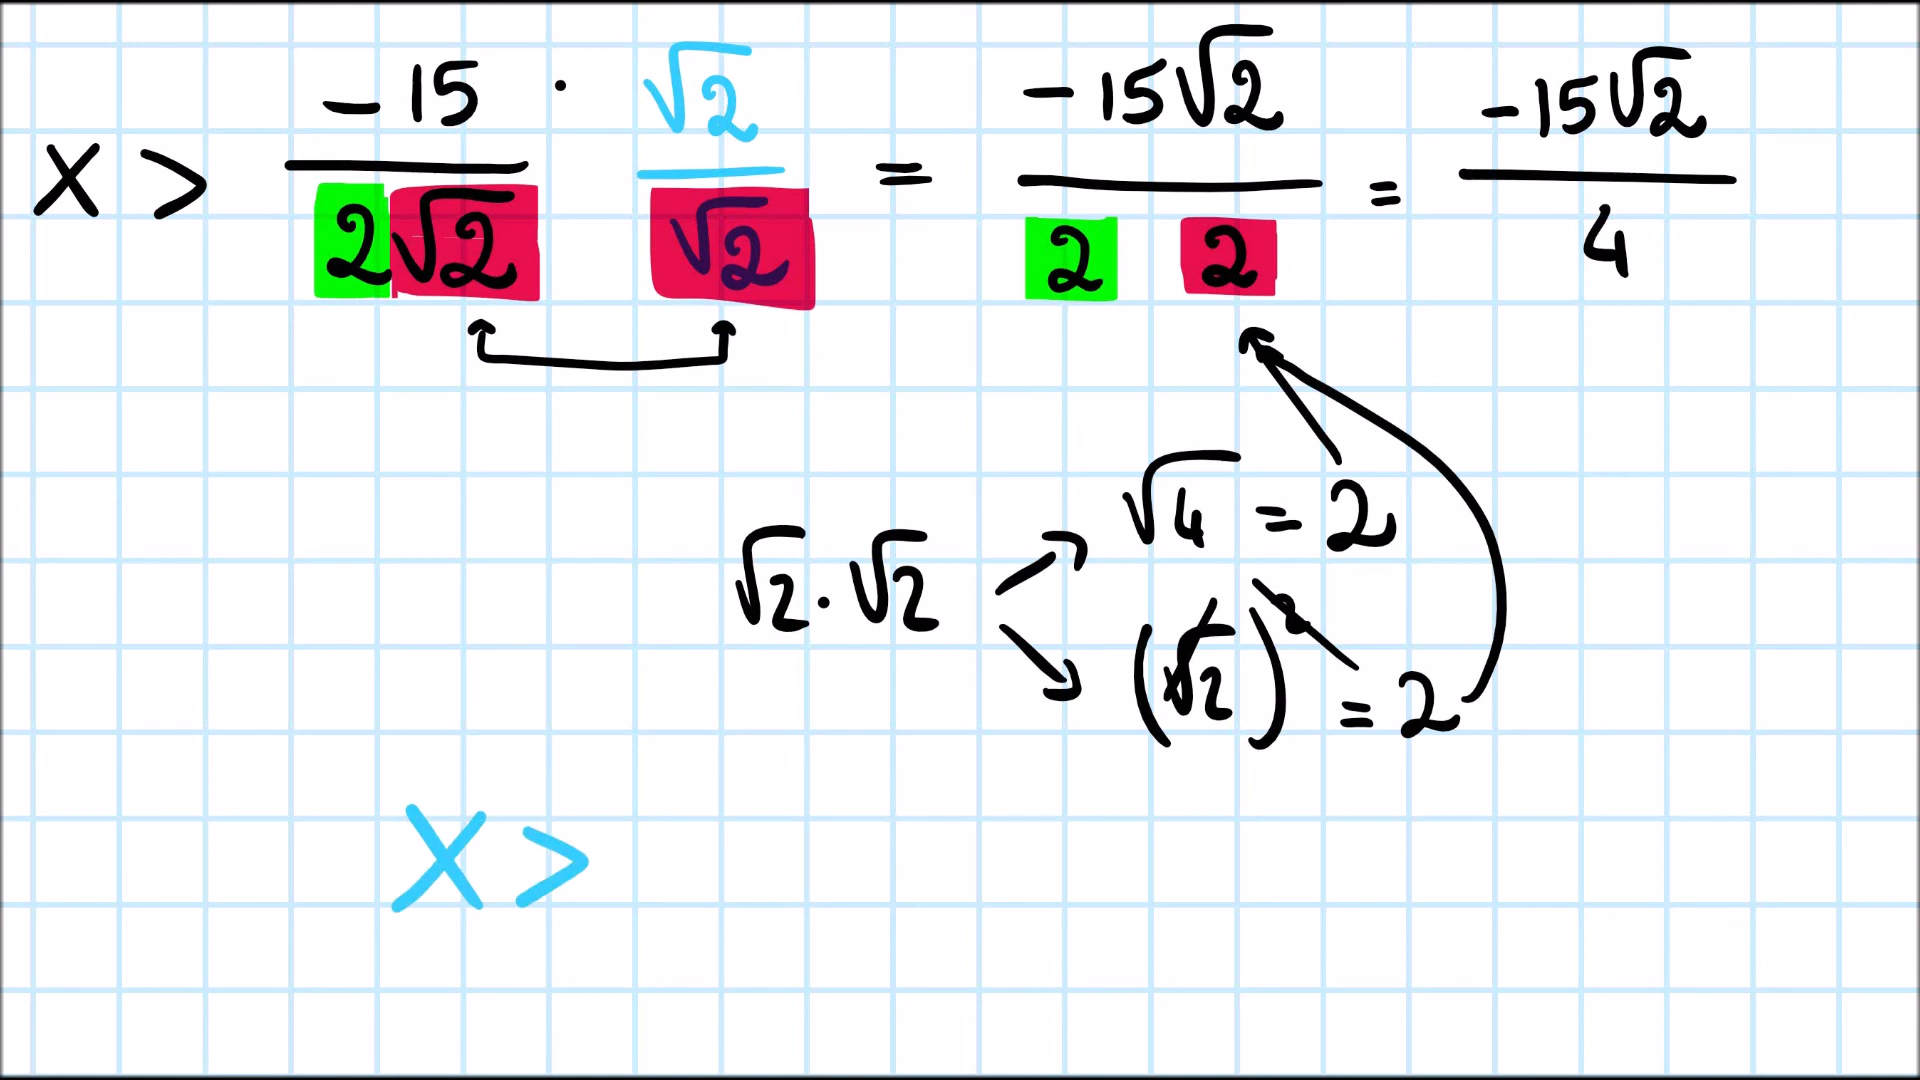 x > -15/2√2 · √2/√2 = -15√2/2 2 = -15√2/4
√4 = 2
√2 · √2
(√2)² = 2
x >